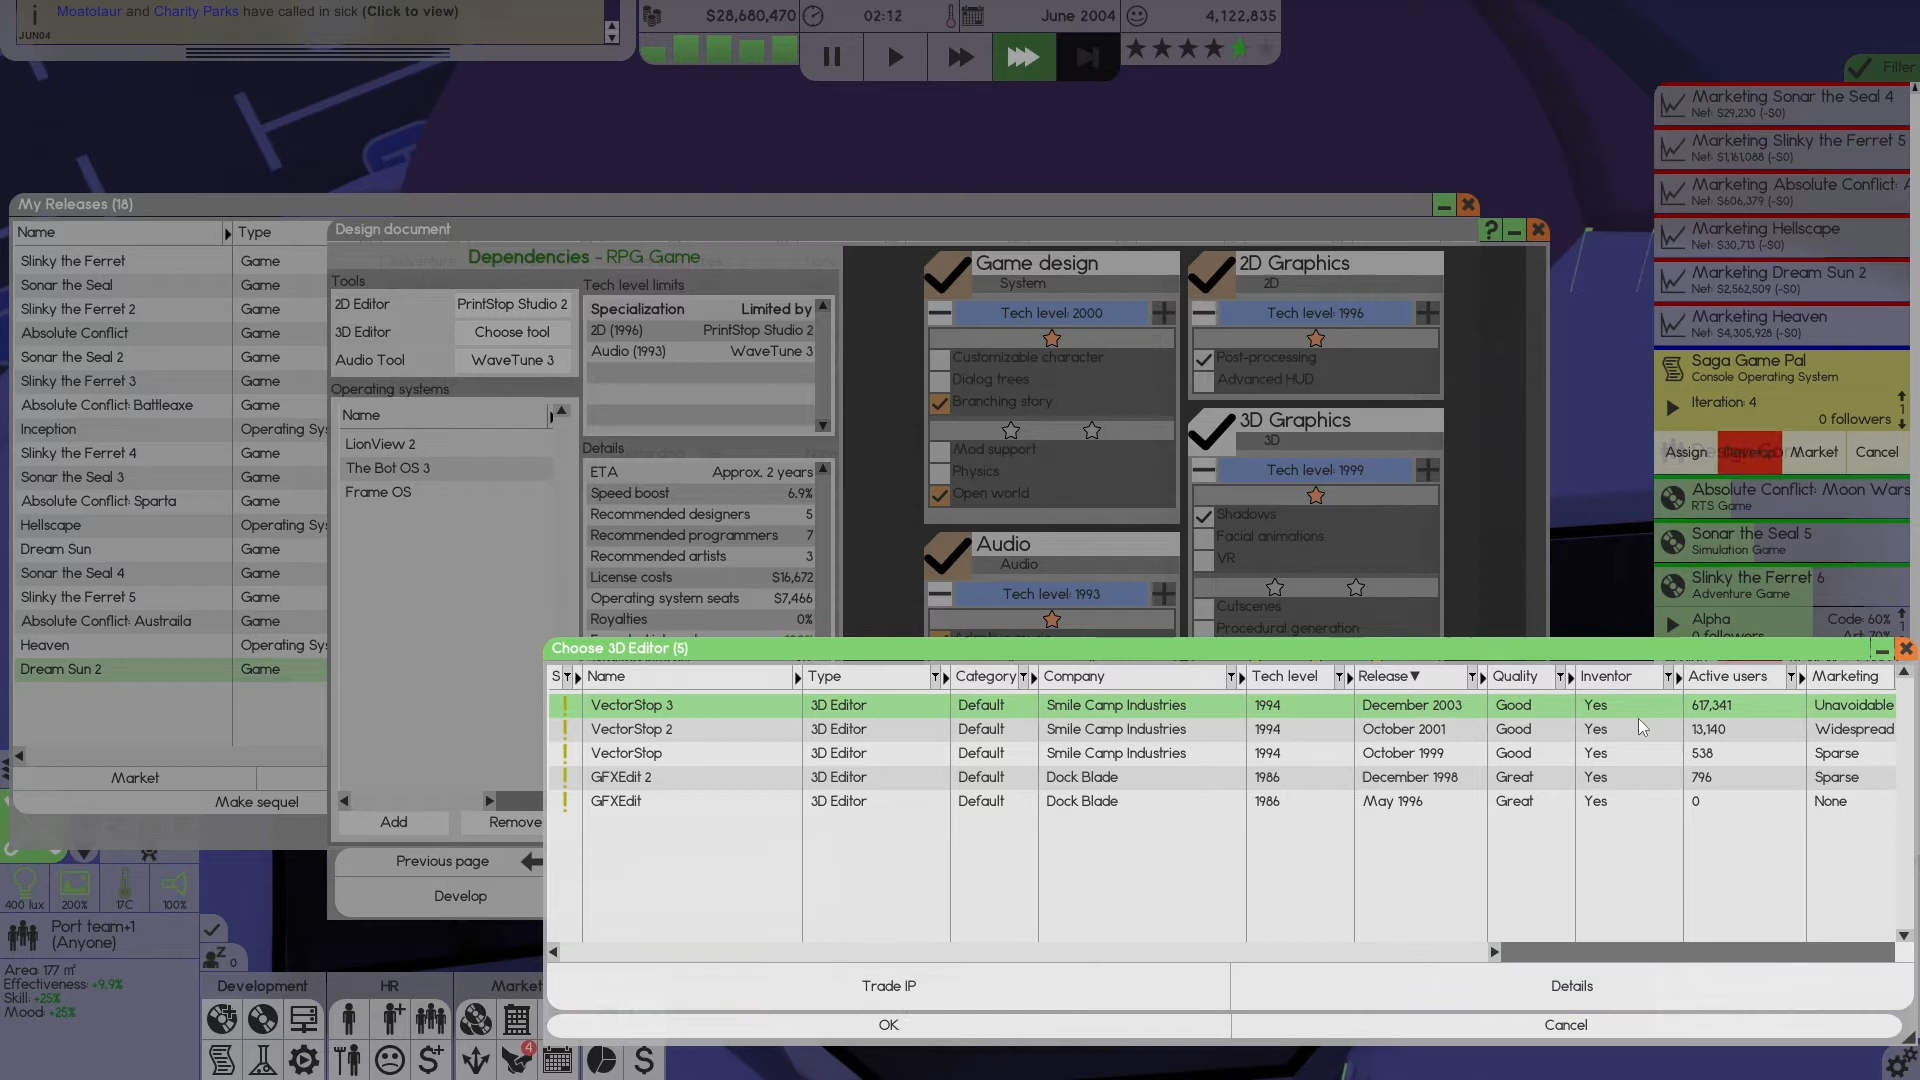 Moatotaur and Charity Parks have called in sick (Click to view)
JUN04
$28,680,470
02:12
June 2004
4,122,835
Filter
Marketing Sonar the Seal 4
Net: $29,230 (-$0)
Marketing Slinky the Ferret 5
Net: $1,161,088 (-$0)
Marketing Absolute Conflict:
Net: $606,379 (-$0)
Marketing Hellscape
Net: $30,713 (-$0)
Marketing Dream Sun 2
Net: $2,562,509 (-$0)
Marketing Heaven
Net: $4,305,928 (-$0)
Saga Game Pal
Console Operating System
Iteration: 4
0 followers
1
Assign Market Cancel
Absolute Conflict: Moon Wars
RTS Game
Sonar the Seal 5
Simulation Game
Slinky the Ferret 6
Adventure Game
Alpha
Code: 60%
0 followers
Art: 70%
1
My Releases (18)
Name Type
Slinky the Ferret Game
Sonar the Seal Game
Slinky the Ferret 2 Game
Absolute Conflict Game
Sonar the Seal 2 Game
Slinky the Ferret 3 Game
Absolute Conflict: Battleaxe Game
Inception Operating Sys
Slinky the Ferret 4 Game
Sonar the Seal 3 Game
Absolute Conflict: Sparta Game
Hellscape Operating Sys
Dream Sun Game
Sonar the Seal 4 Game
Slinky the Ferret 5 Game
Absolute Conflict: Austraila Game
Heaven Operating Sys
Dream Sun 2 Game
Market
Make sequel
Design document
?
Dependencies - RPG Game
Tools
2D Editor PrintStop Studio 2
3D Editor Choose tool
Audio Tool WaveTune 3
Operating systems
Name
LionView 2
The Bot OS 3
Frame OS
Add Remove
Previous page
Develop
Tech level limits
Specialization Limited by
2D (1996) PrintStop Studio 2
Audio (1993) WaveTune 3
Details
ETA Approx. 2 years
Speed boost 6.9%
Recommended designers 5
Recommended programmers 7
Recommended artists 3
License costs $16,672
Operating system seats $7,466
Royalties 0%
Game design
System
Tech level: 2000
Customizable character
Dialog trees
Branching story
Mod support
Physics
Open world
Audio
Audio
Tech level: 1993
2D Graphics
2D
Tech level: 1996
Post-processing
Advanced HUD
3D Graphics
3D
Tech level: 1999
Shadows
Facial animations
VR
Cutscenes
Procedural generation
Choose 3D Editor (5)
S Name Type Category Company Tech level Release Quality Inventor Active users Marketing
! VectorStop 3 3D Editor Default Smile Camp Industries 1994 December 2003 Good Yes 617,341 Unavoidable
! VectorStop 2 3D Editor Default Smile Camp Industries 1994 October 2001 Good Yes 13,140 Widespread
! VectorStop 3D Editor Default Smile Camp Industries 1994 October 1999 Good Yes 538 Sparse
! GFXEdit 2 3D Editor Default Dock Blade 1986 December 1998 Great Yes 796 Sparse
! GFXEdit 3D Editor Default Dock Blade 1986 May 1996 Great Yes 0 None
Trade IP Details
OK Cancel
400 lux 200% 17C 100%
Port team+1
(Anyone)
Area: 177 m²
Effectiveness: +9.9%
Skill: +25%
Mood: +25%
Z
0
Development HR Market
4